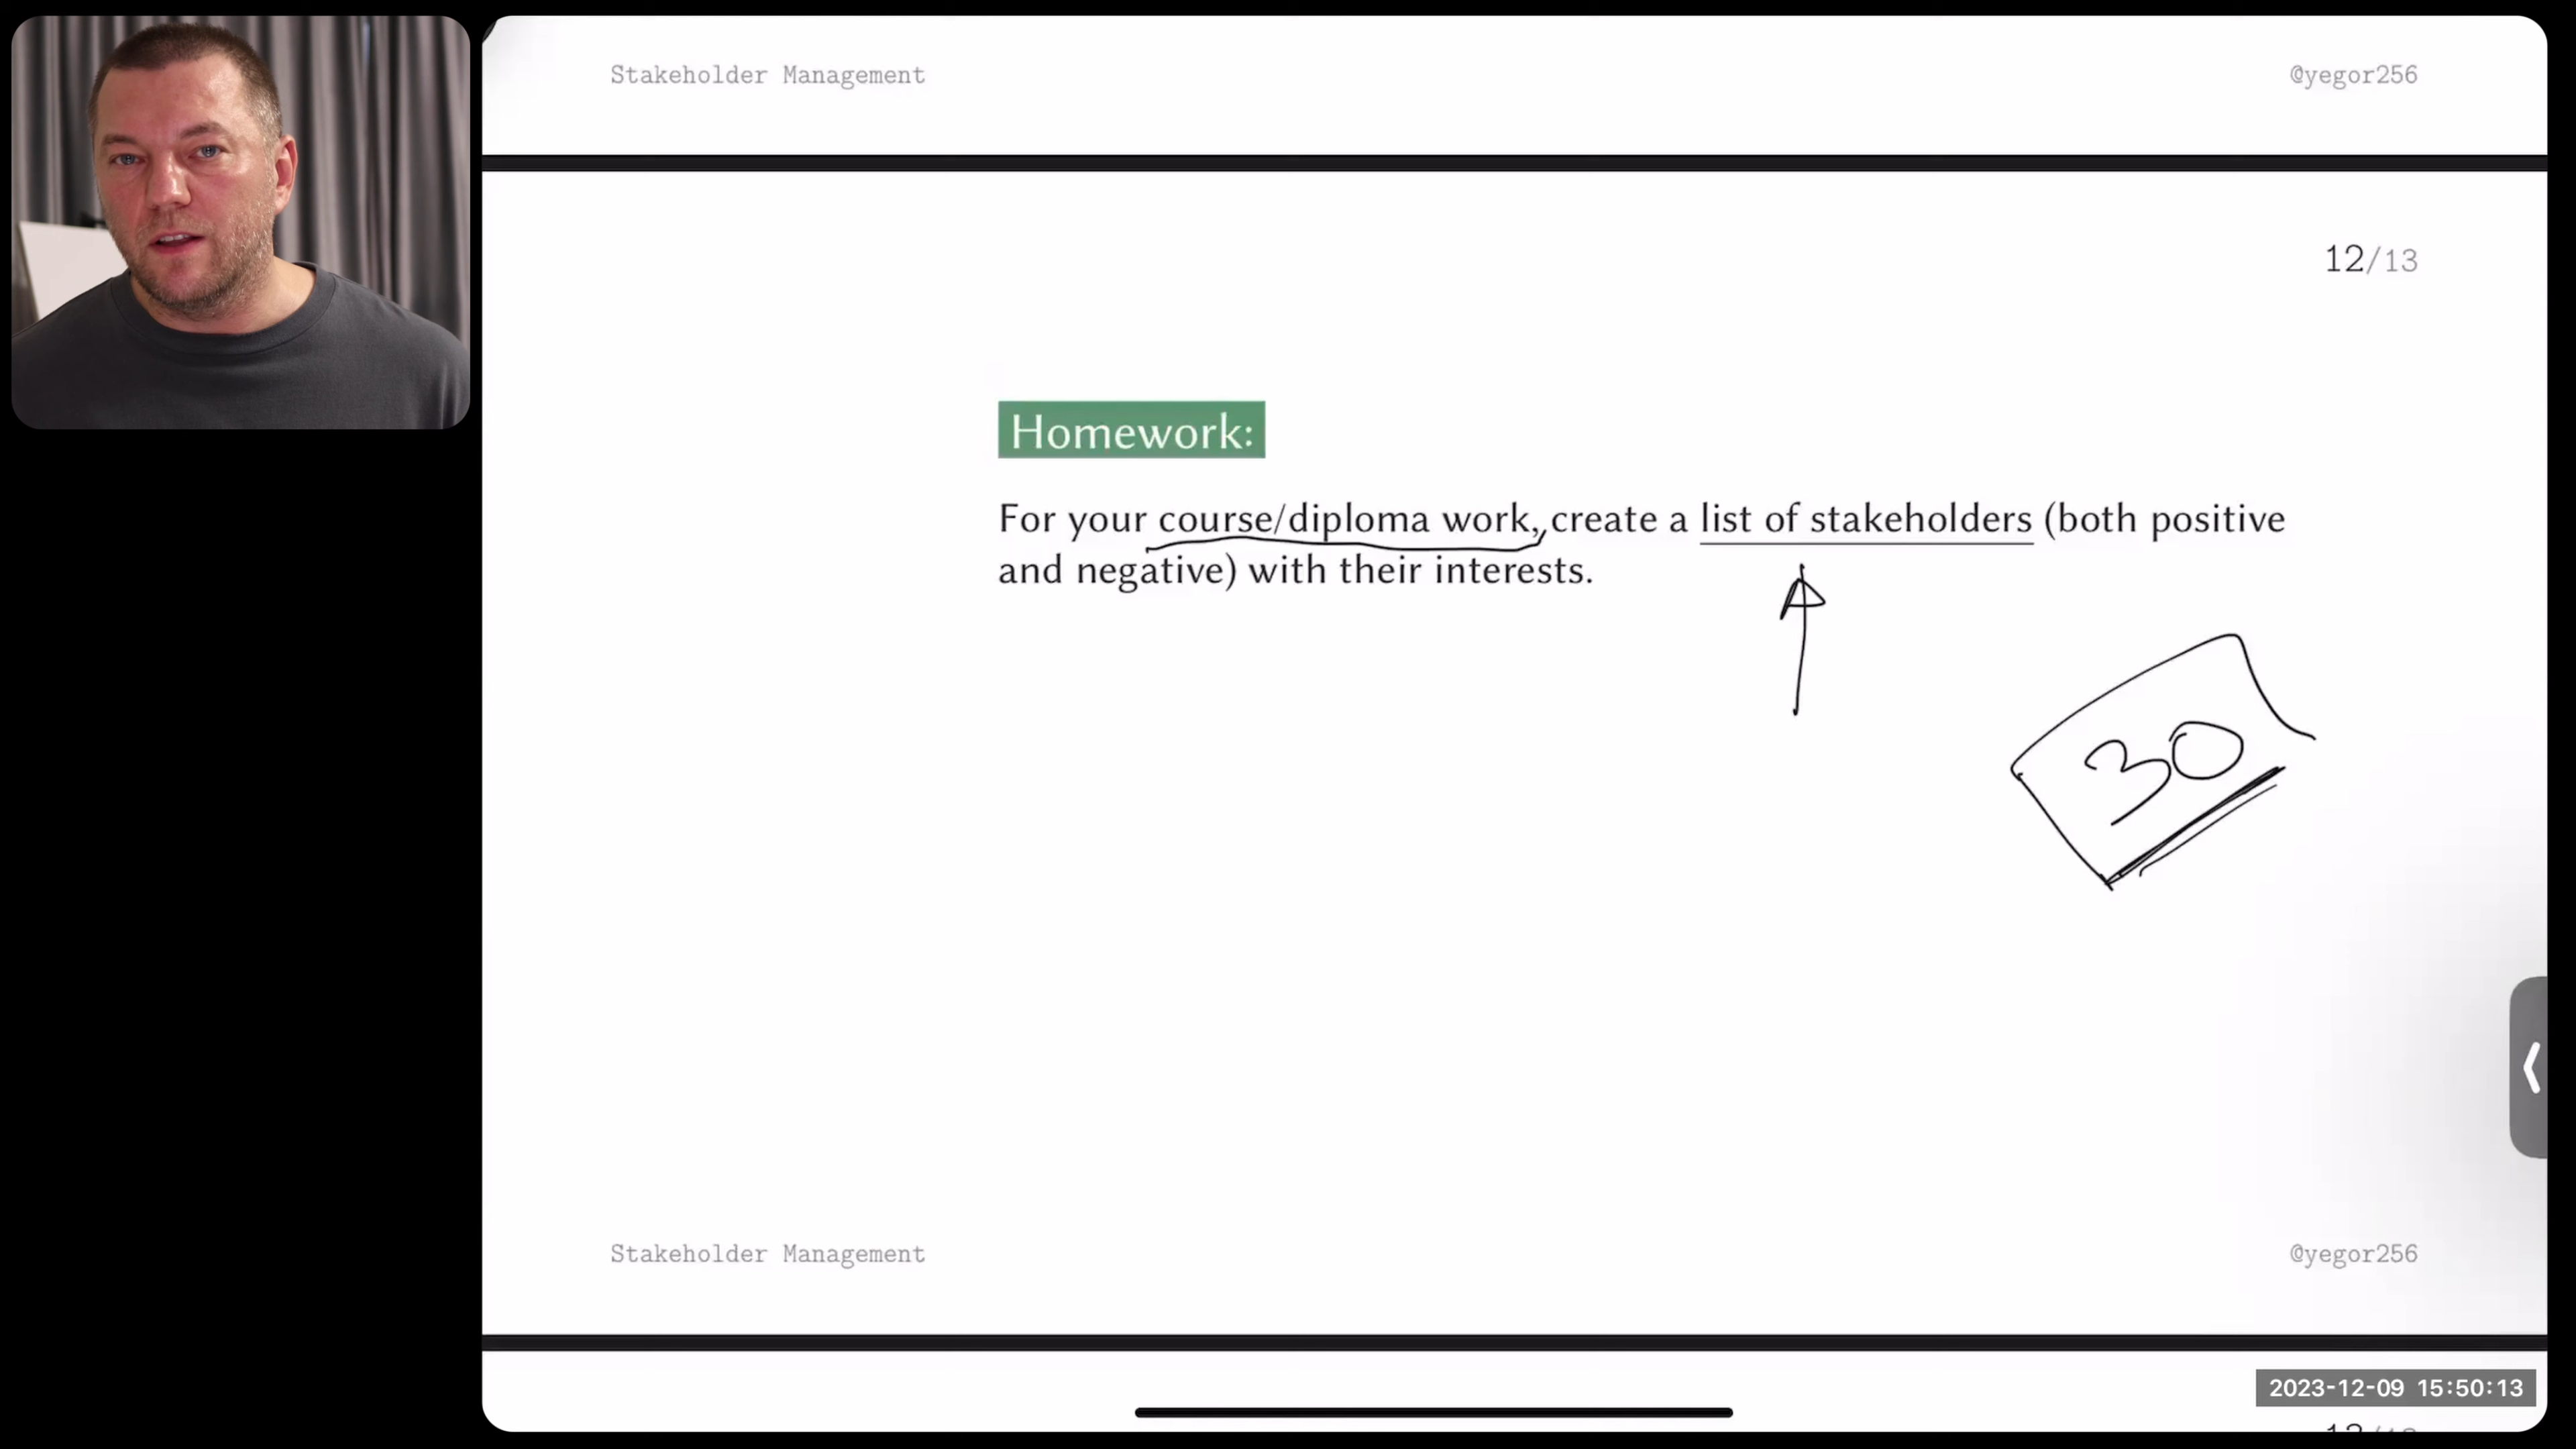 Stakeholder Management @yegor256
12/13
Homework:
For your course/diploma work, create a list of stakeholders (both positive
and negative) with their interests.
30
Stakeholder Management @yegor256
2023-12-09 15:50:13